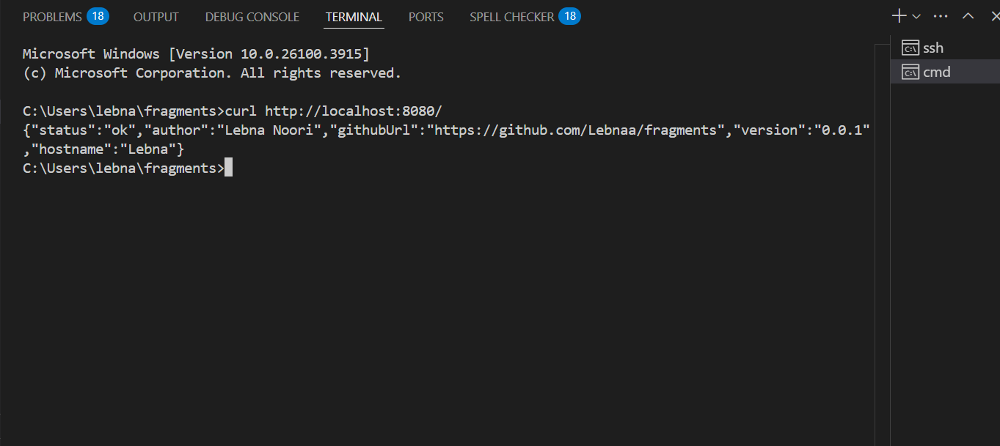 PROBLEMS 18 OUTPUT DEBUG CONSOLE TERMINAL PORTS SPELL CHECKER 18
Microsoft Windows [Version 10.0.26100.3915]
(c) Microsoft Corporation. All rights reserved.
C:\Users\lebna\fragments>curl http://localhost:8080/
{"status":"ok","author":"Lebna Noori","githubUrl":"https://github.com/Lebnaa/fragments","version":"0.0.1"
,"hostname":"Lebna"}
C:\Users\lebna\fragments>
ssh
cmd